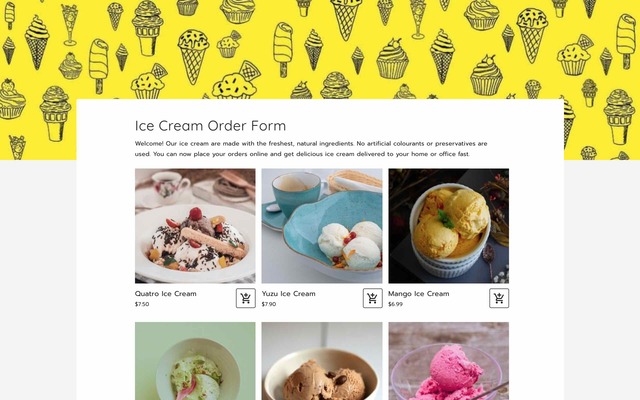 Ice Cream Order Form
Welcome! Our ice cream are made with the freshest, natural ingredients. No artificial colourants or preservatives are
used. You can now place your orders online and get delicious ice cream delivered to your home or office fast.
Quatro Ice Cream
$7.50
Yuzu Ice Cream
$7.90
Mango Ice Cream
$6.99